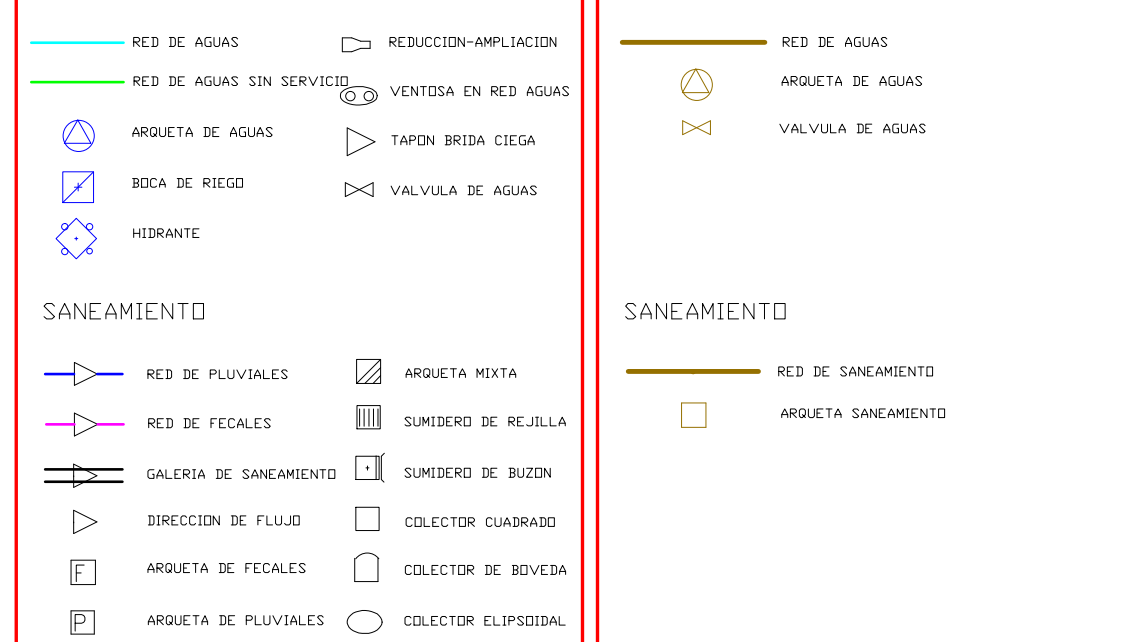 RED DE AGUAS
RED DE AGUAS SIN SERVICIO
ARQUETA DE AGUAS
BOCA DE RIEGO
HIDRANTE
REDUCCION-AMPLIACION
VENTOSA EN RED AGUAS
TAPON BRIDA CIEGA
VALVULA DE AGUAS
SANEAMIENTO
RED DE PLUVIALES
RED DE FECALES
GALERIA DE SANEAMIENTO
DIRECCION DE FLUJO
F ARQUETA DE FECALES
P ARQUETA DE PLUVIALES
ARQUETA MIXTA
SUMIDERO DE REJILLA
SUMIDERO DE BUZON
COLECTOR CUADRADO
COLECTOR DE BOVEDA
COLECTOR ELIPSOIDAL
RED DE AGUAS
ARQUETA DE AGUAS
VALVULA DE AGUAS
SANEAMIENTO
RED DE SANEAMIENTO
ARQUETA SANEAMIENTO